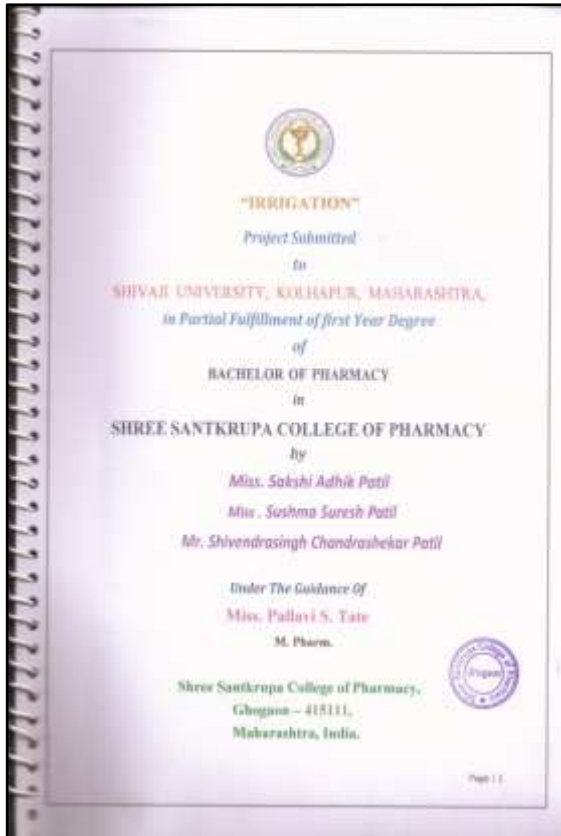 "IRRIGATION"
Project Submitted
to
SHIVAJI UNIVERSITY, KOLHAPUR, MAHARASHTRA,
in Partial Fulfillment of first Year Degree
of
BACHELOR OF PHARMACY
in
SHREE SANTKRUPA COLLEGE OF PHARMACY
by
Miss. Sakshi Adhik Patil
Miss . Sushma Suresh Patil
Mr. Shivendrasingh Chandrashekar Patil
Under The Guidance Of
Miss. Pallavi S. Tate
M. Pharm.
Shree Santkrupa College of Pharmacy,
Ghogaon – 415111,
Maharashtra, India.
Page | 1